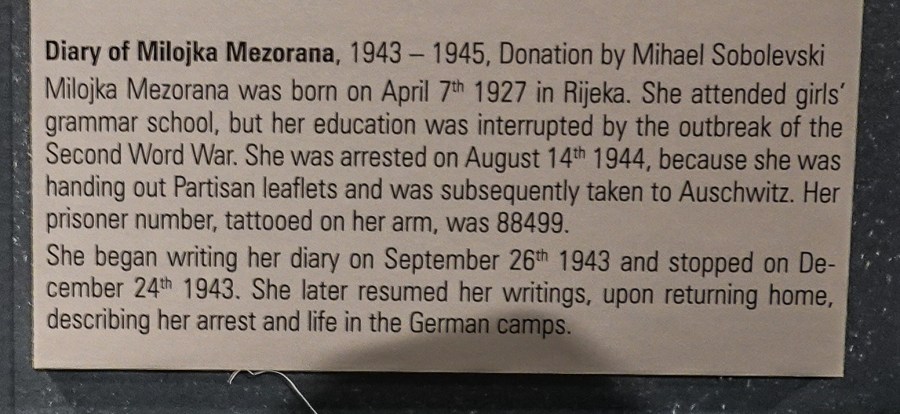 Diary of Milojka Mezorana, 1943 – 1945, Donation by Mihael Sobolevski
Milojka Mezorana was born on April 7th 1927 in Rijeka. She attended girls’
grammar school, but her education was interrupted by the outbreak of the
Second Word War. She was arrested on August 14th 1944, because she was
handing out Partisan leaflets and was subsequently taken to Auschwitz. Her
prisoner number, tattooed on her arm, was 88499.
She began writing her diary on September 26th 1943 and stopped on De-
cember 24th 1943. She later resumed her writings, upon returning home,
describing her arrest and life in the German camps.